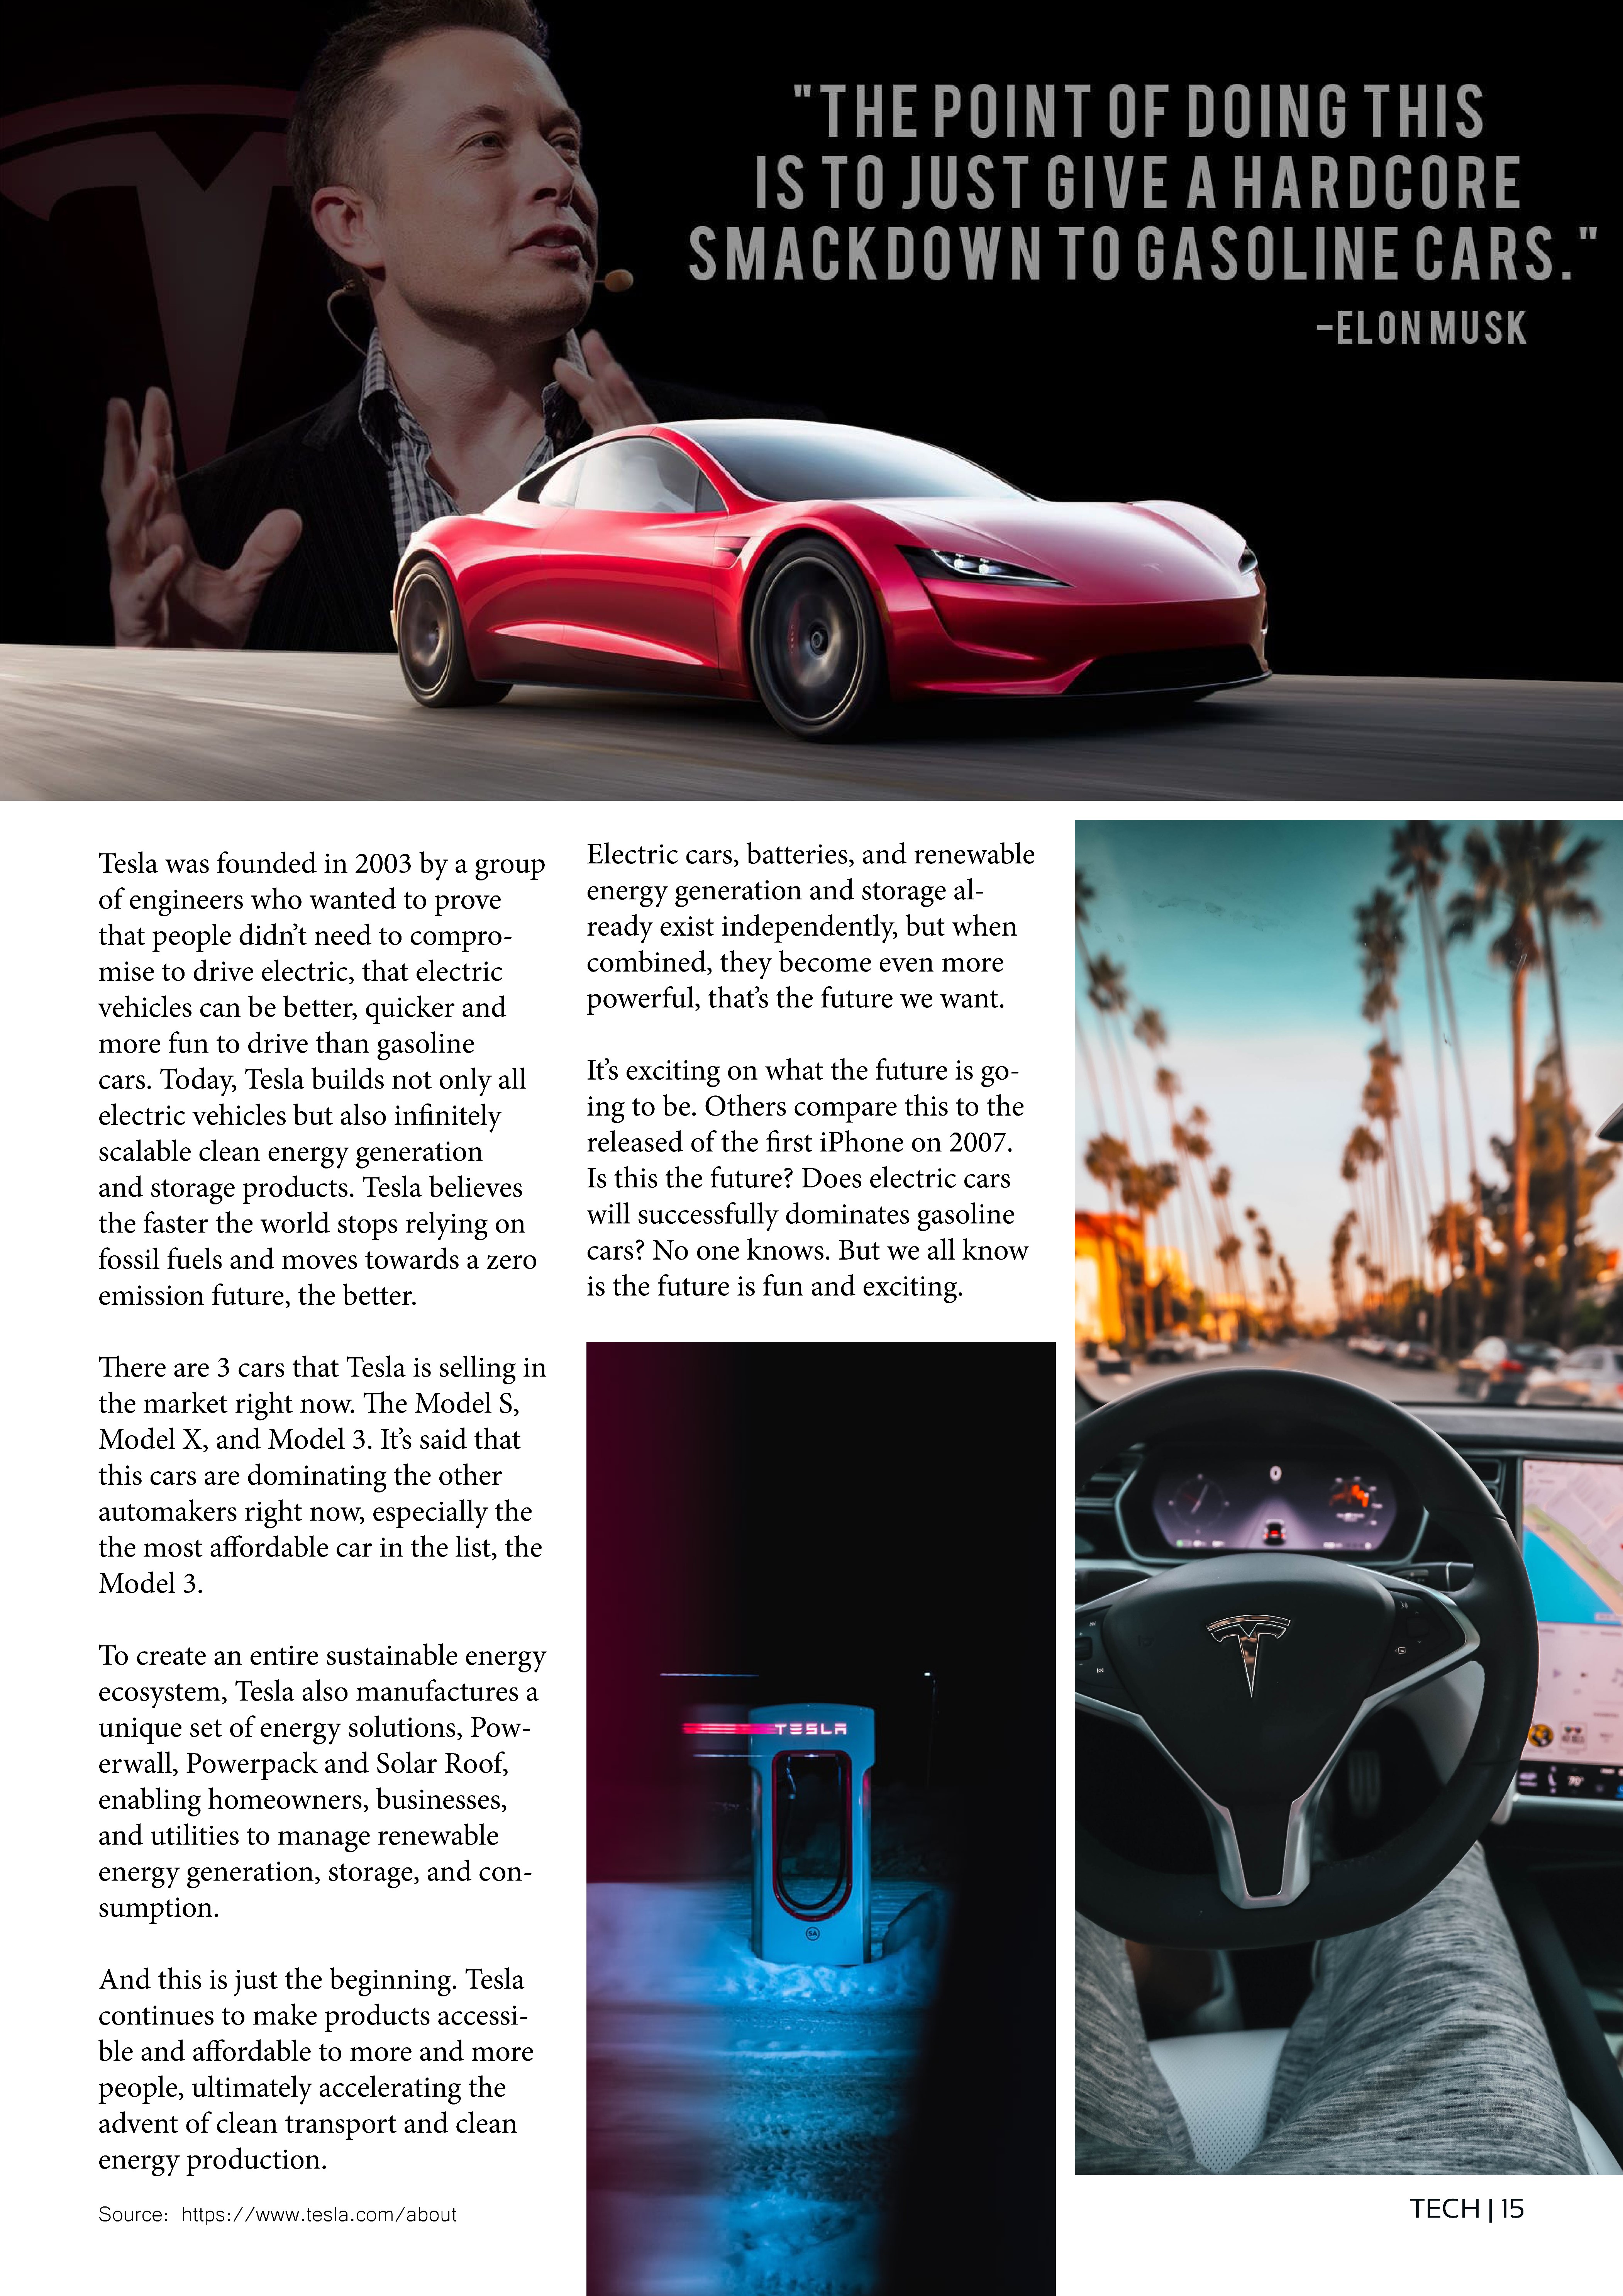 "THE POINT OF DOING THIS
IS TO JUST GIVE A HARDCORE
SMACKDOWN TO GASOLINE CARS."
-ELON MUSK
Tesla was founded in 2003 by a group
of engineers who wanted to prove
that people didn’t need to compro-
mise to drive electric, that electric
vehicles can be better, quicker and
more fun to drive than gasoline
cars. Today, Tesla builds not only all
electric vehicles but also infinitely
scalable clean energy generation
and storage products. Tesla believes
the faster the world stops relying on
fossil fuels and moves towards a zero
emission future, the better.
There are 3 cars that Tesla is selling in
the market right now. The Model S,
Model X, and Model 3. It’s said that
this cars are dominating the other
automakers right now, especially the
the most affordable car in the list, the
Model 3.
To create an entire sustainable energy
ecosystem, Tesla also manufactures a
unique set of energy solutions, Pow-
erwall, Powerpack and Solar Roof,
enabling homeowners, businesses,
and utilities to manage renewable
energy generation, storage, and con-
sumption.
And this is just the beginning. Tesla
continues to make products accessi-
ble and affordable to more and more
people, ultimately accelerating the
advent of clean transport and clean
energy production.
Source: https://www.tesla.com/about
Electric cars, batteries, and renewable
energy generation and storage al-
ready exist independently, but when
combined, they become even more
powerful, that’s the future we want.
It’s exciting on what the future is go-
ing to be. Others compare this to the
released of the first iPhone on 2007.
Is this the future? Does electric cars
will successfully dominates gasoline
cars? No one knows. But we all know
is the future is fun and exciting.
TESLA
5A
0
70°
TECH | 15